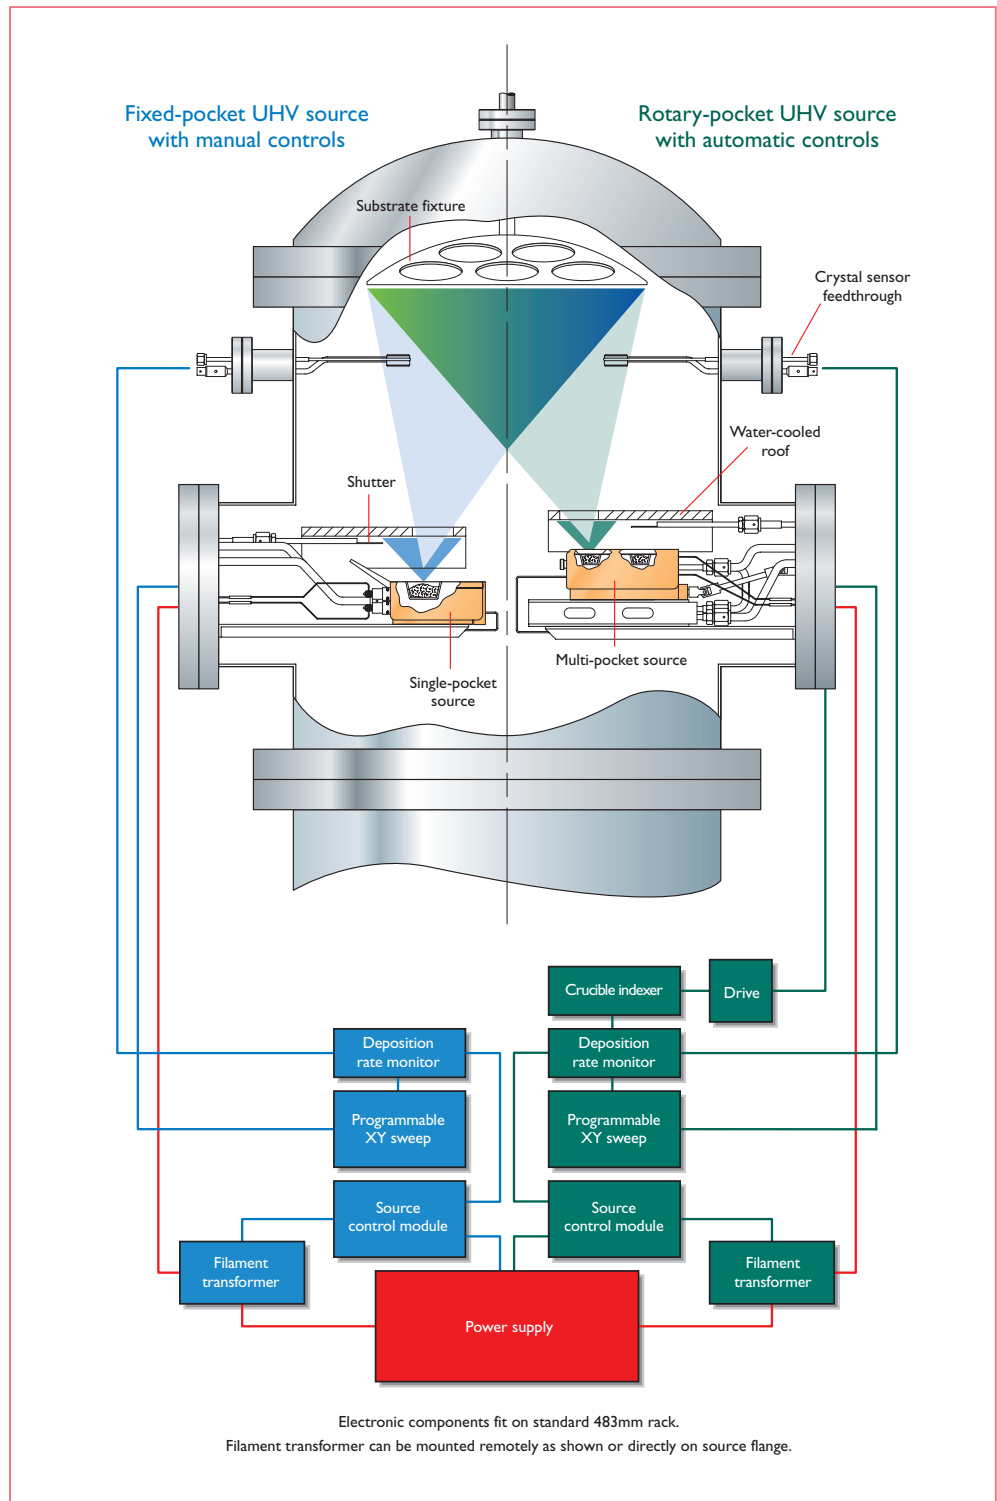 Fixed-pocket UHV source
with manual controls
Rotary-pocket UHV source
with automatic controls
Substrate fixture
Crystal sensor
feedthrough
Water-cooled
roof
Shutter
Multi-pocket source
Single-pocket
source
Crucible indexer
Drive
Deposition
rate monitor
Deposition
rate monitor
Programmable
XY sweep
Programmable
XY sweep
Source
control module
Source
control module
Filament
transformer
Filament
transformer
Power supply
Electronic components fit on standard 483mm rack.
Filament transformer can be mounted remotely as shown or directly on source flange.